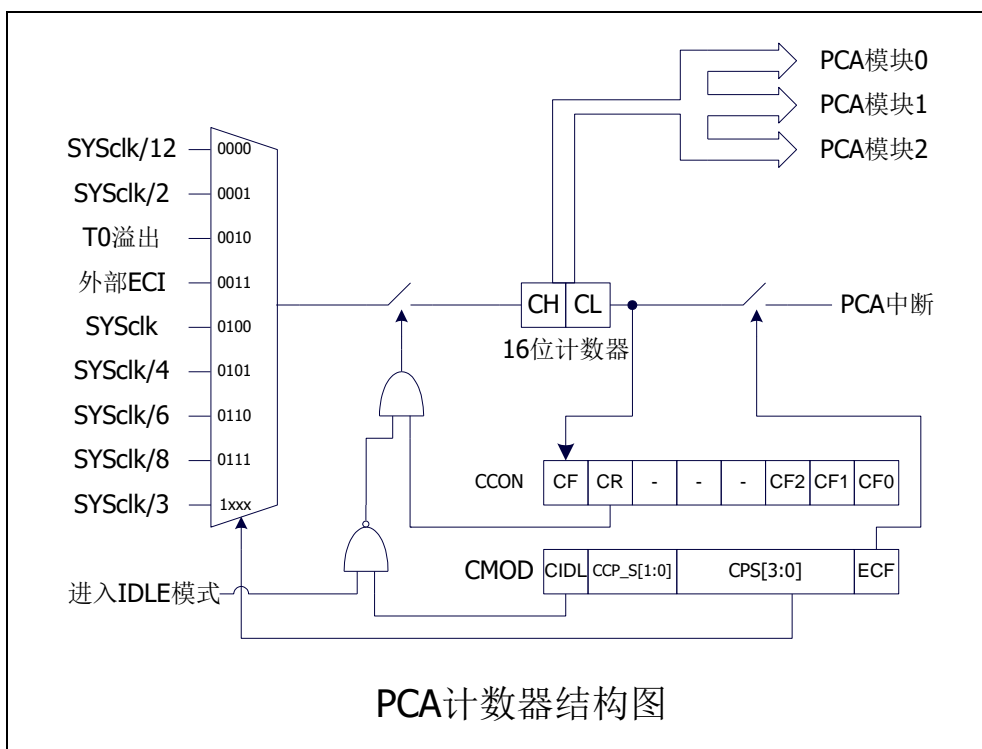 PCA模块0
PCA模块1
PCA模块2
SYSclk/12 0000
SYSclk/2 0001
T0溢出 0010
外部ECI 0011
SYSclk 0100
SYSclk/4 0101
SYSclk/6 0110
SYSclk/8 0111
SYSclk/3 1xxx
CH CL
16位计数器
PCA中断
CCON CF CR - - - CF2 CF1 CF0
CMOD CIDL CCP_S[1:0] CPS[3:0] ECF
进入IDLE模式
PCA计数器结构图